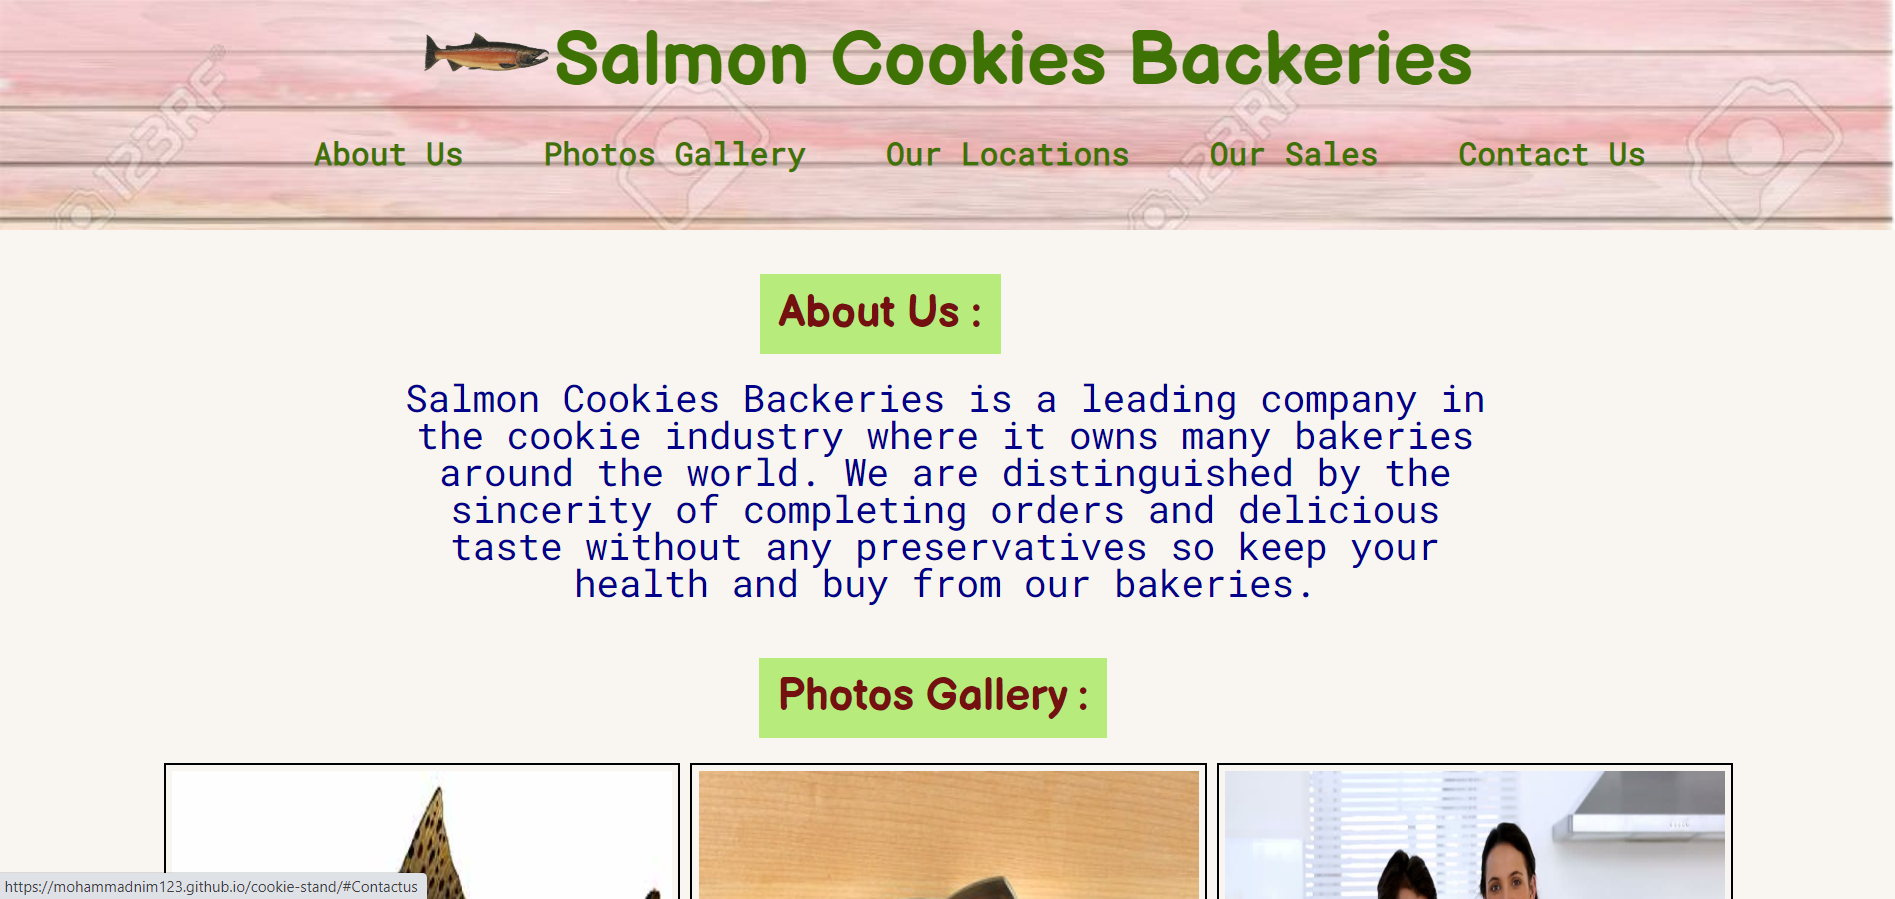 Salmon Cookies Backeries
About Us Photos Gallery Our Locations Our Sales Contact Us
123RF
123RF
About Us :
Salmon Cookies Backeries is a leading company in
the cookie industry where it owns many bakeries
around the world. We are distinguished by the
sincerity of completing orders and delicious
taste without any preservatives so keep your
health and buy from our bakeries.
Photos Gallery :
https://mohammadnim123.github.io/cookie-stand/#Contactus